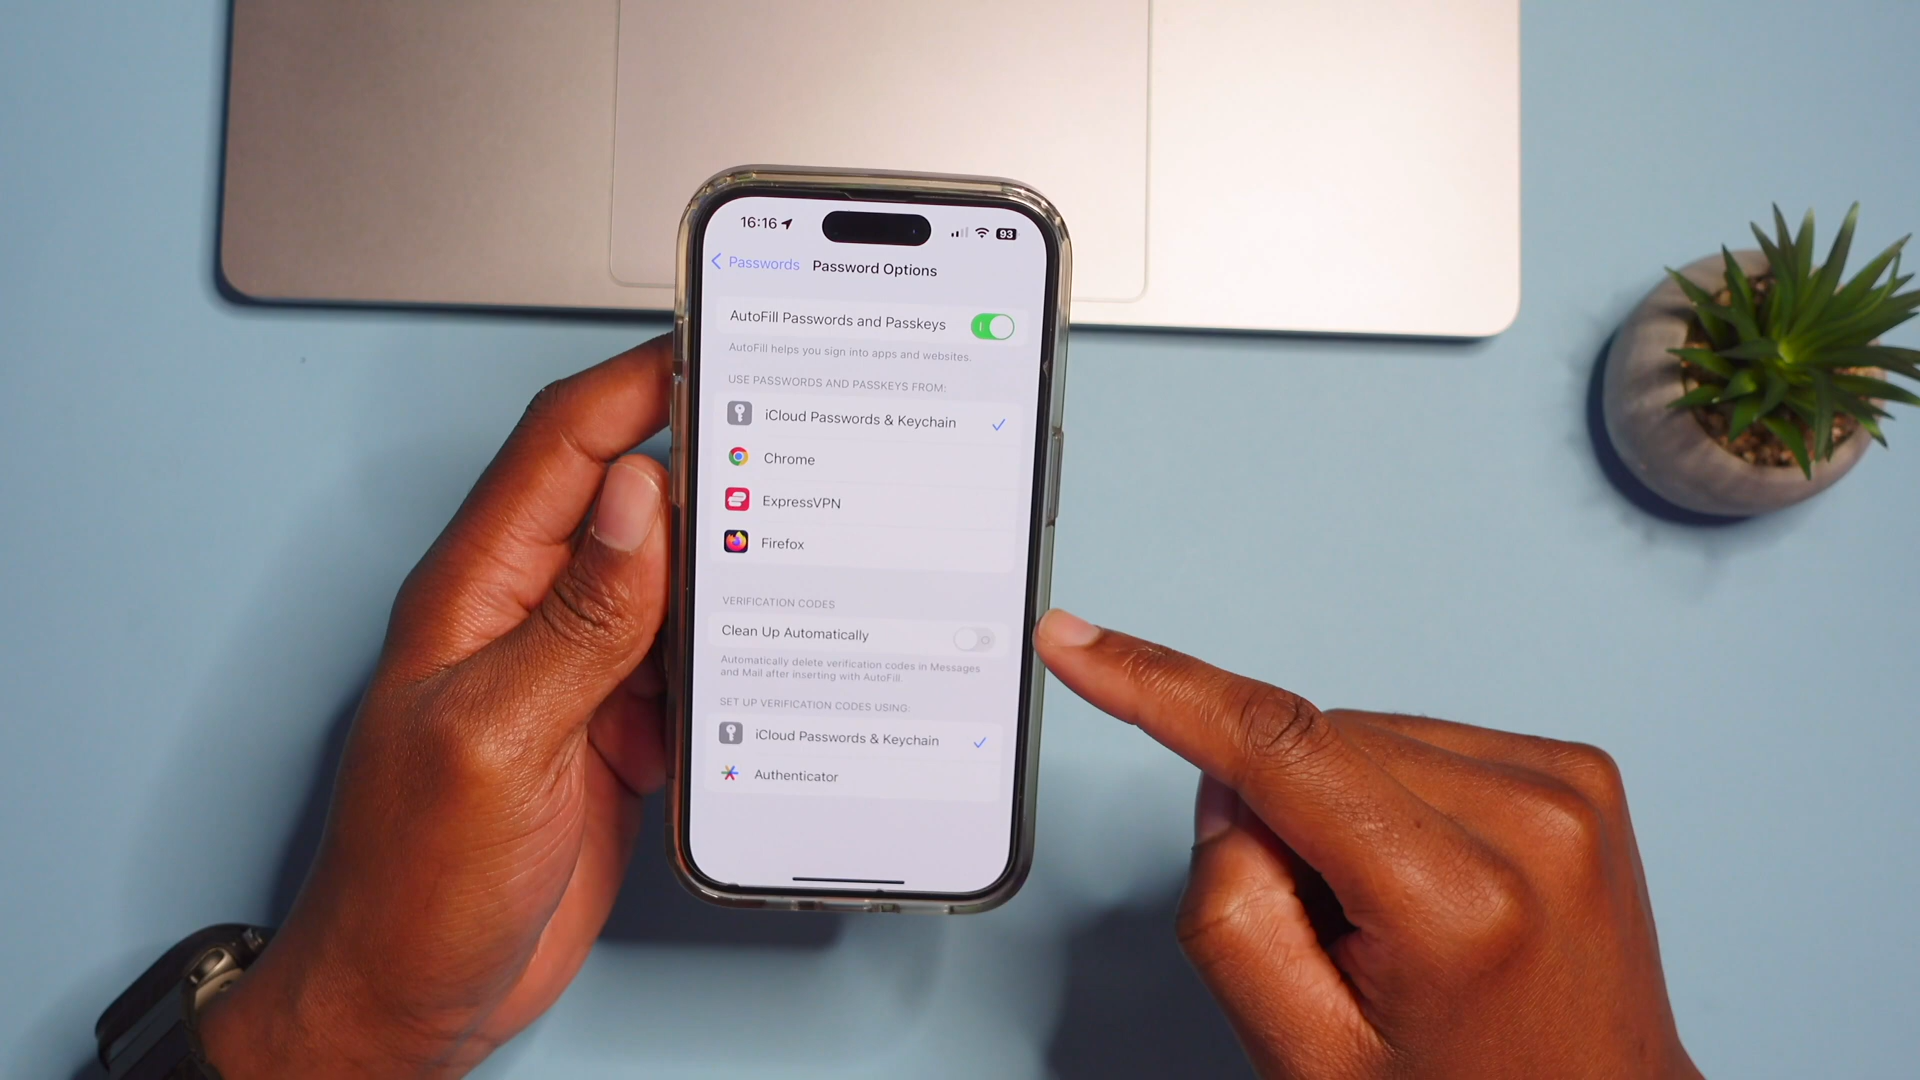 16:16
93
Passwords
Password Options
AutoFill Passwords and Passkeys
AutoFill helps you sign into apps and websites.
USE PASSWORDS AND PASSKEYS FROM:
iCloud Passwords & Keychain
Chrome
ExpressVPN
Firefox
VERIFICATION CODES
Clean Up Automatically
Automatically delete verification codes in Messages
and Mail after inserting with AutoFill.
SET UP VERIFICATION CODES USING:
iCloud Passwords & Keychain
Authenticator